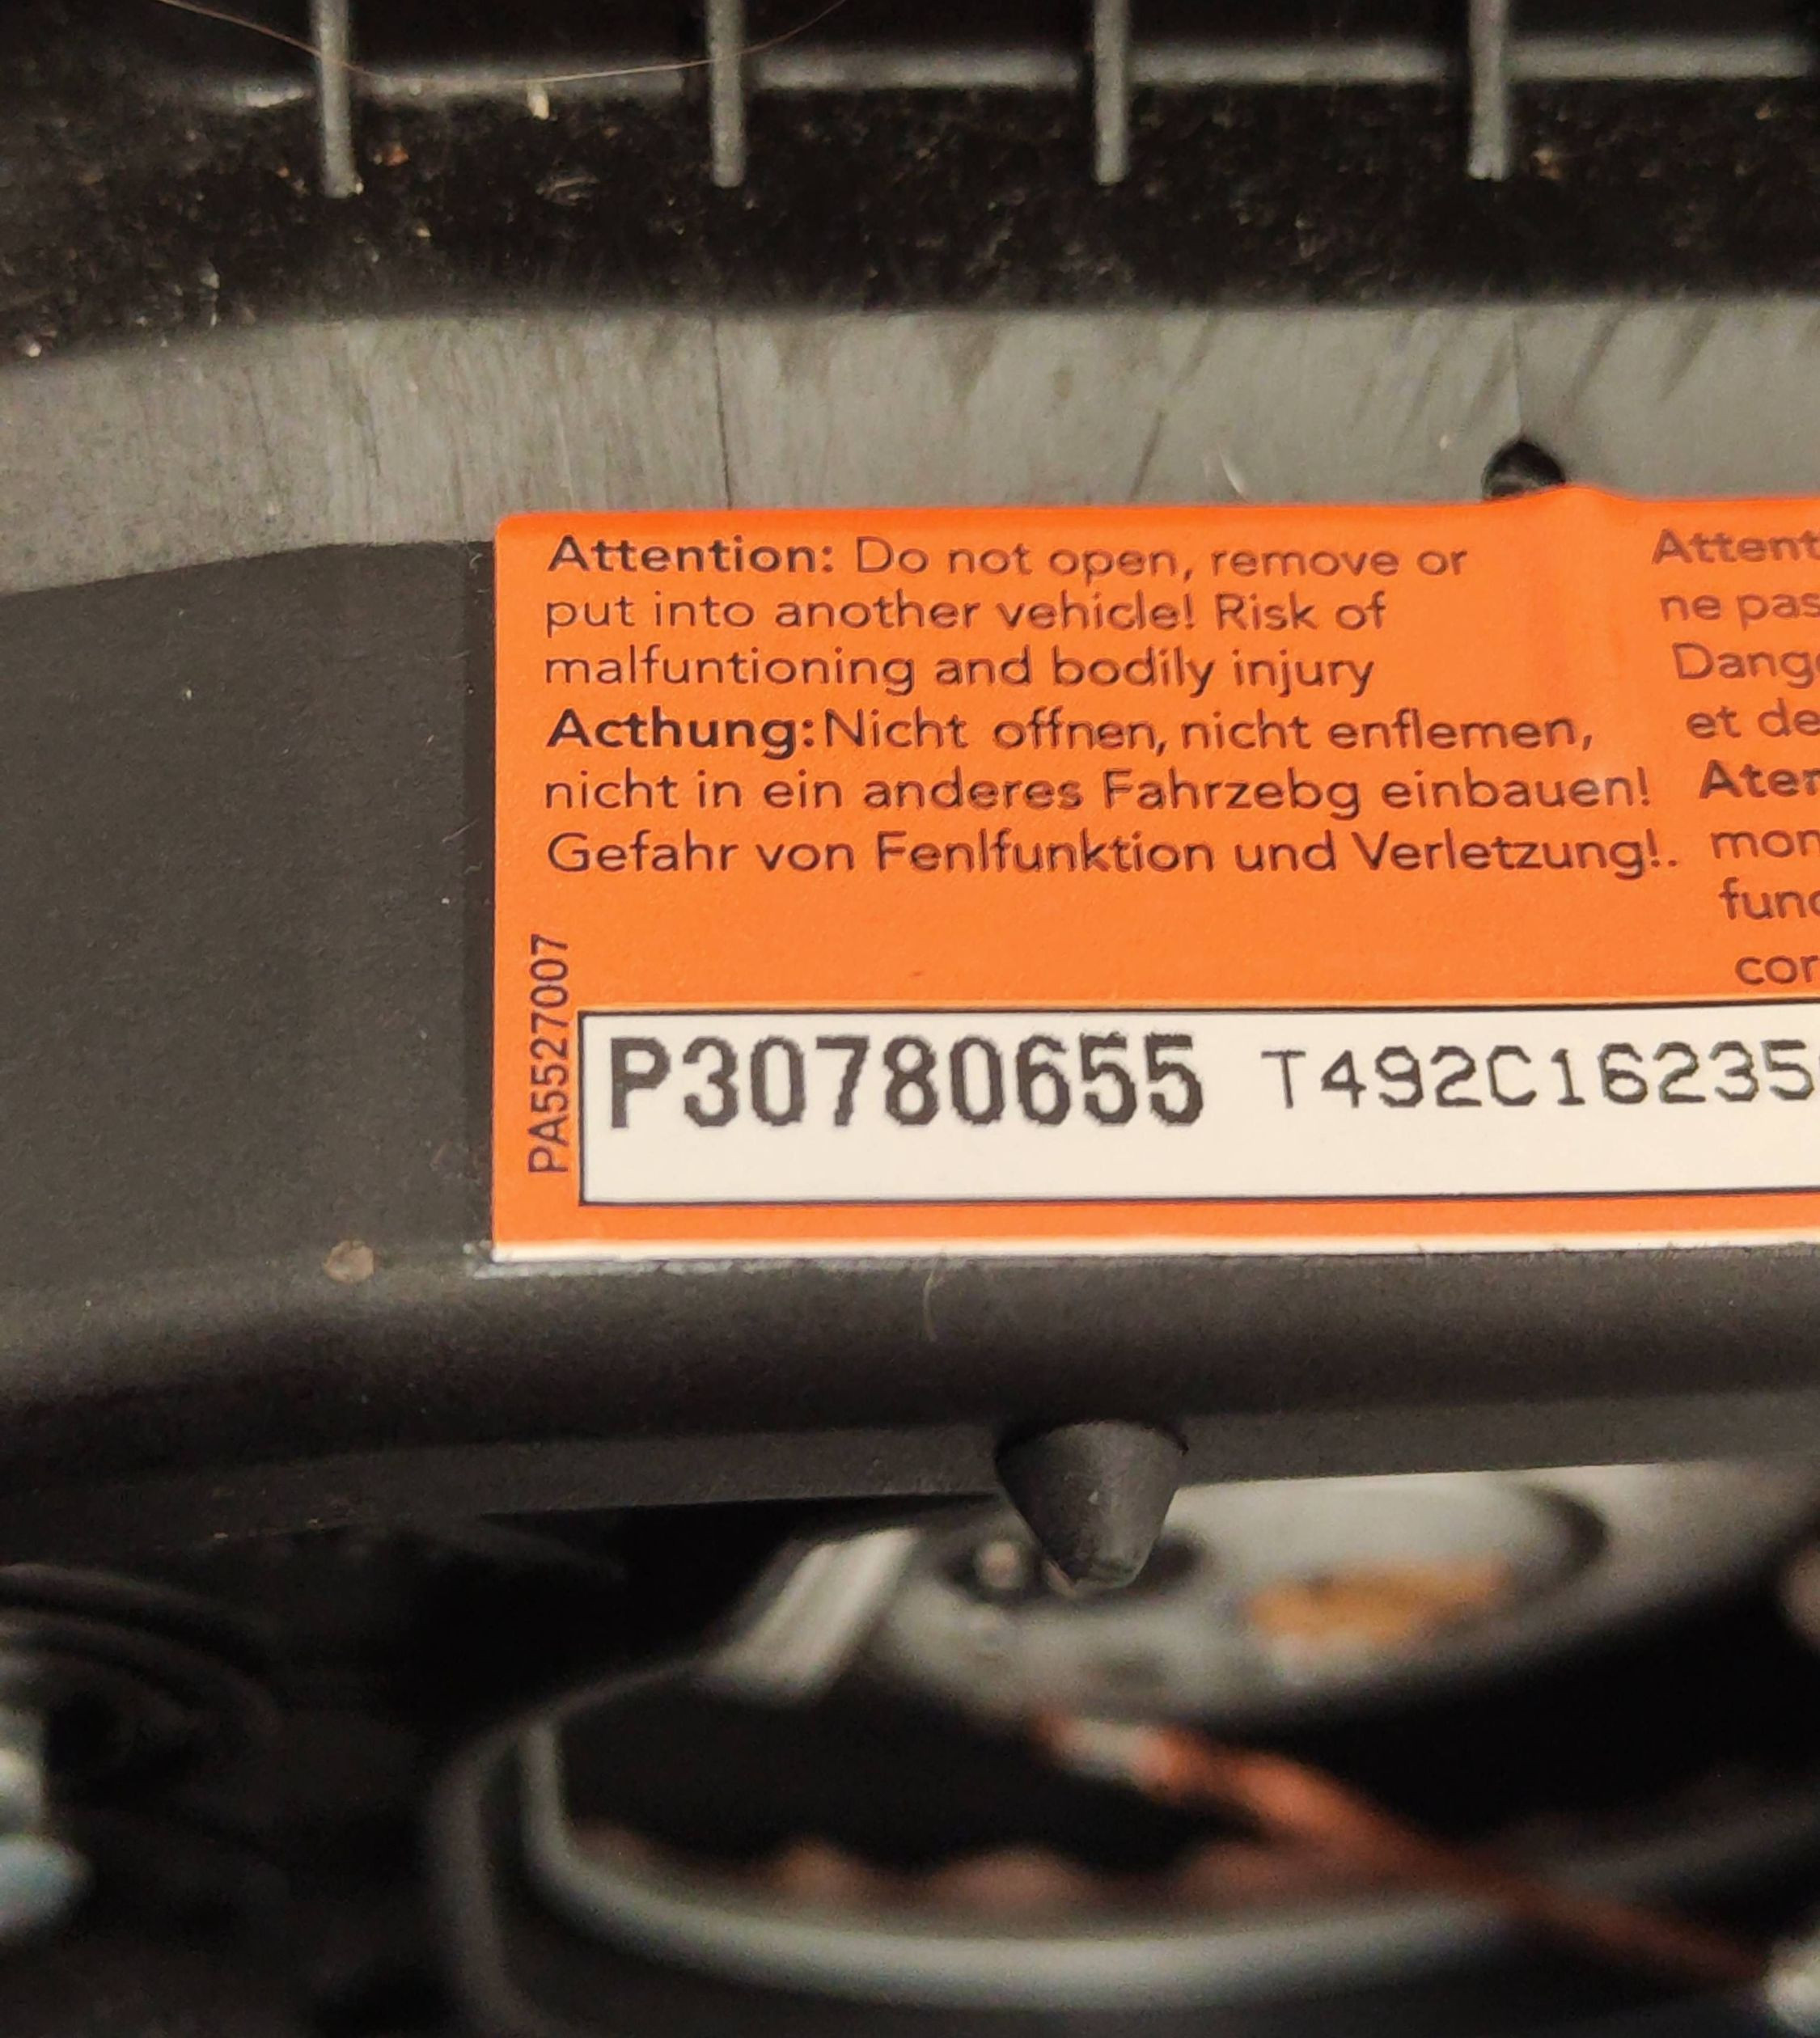 Attention: Do not open, remove or
put into another vehicle! Risk of
malfuntioning and bodily injury
Acthung: Nicht offnen, nicht enflemen,
nicht in ein anderes Fahrzebg einbauen!
Gefahr von Fenlfunktion und Verletzung!.
Attent
ne pas
Dang
et de
Aten
mon
func
cor
PA5527007
P30780655 T492C16235